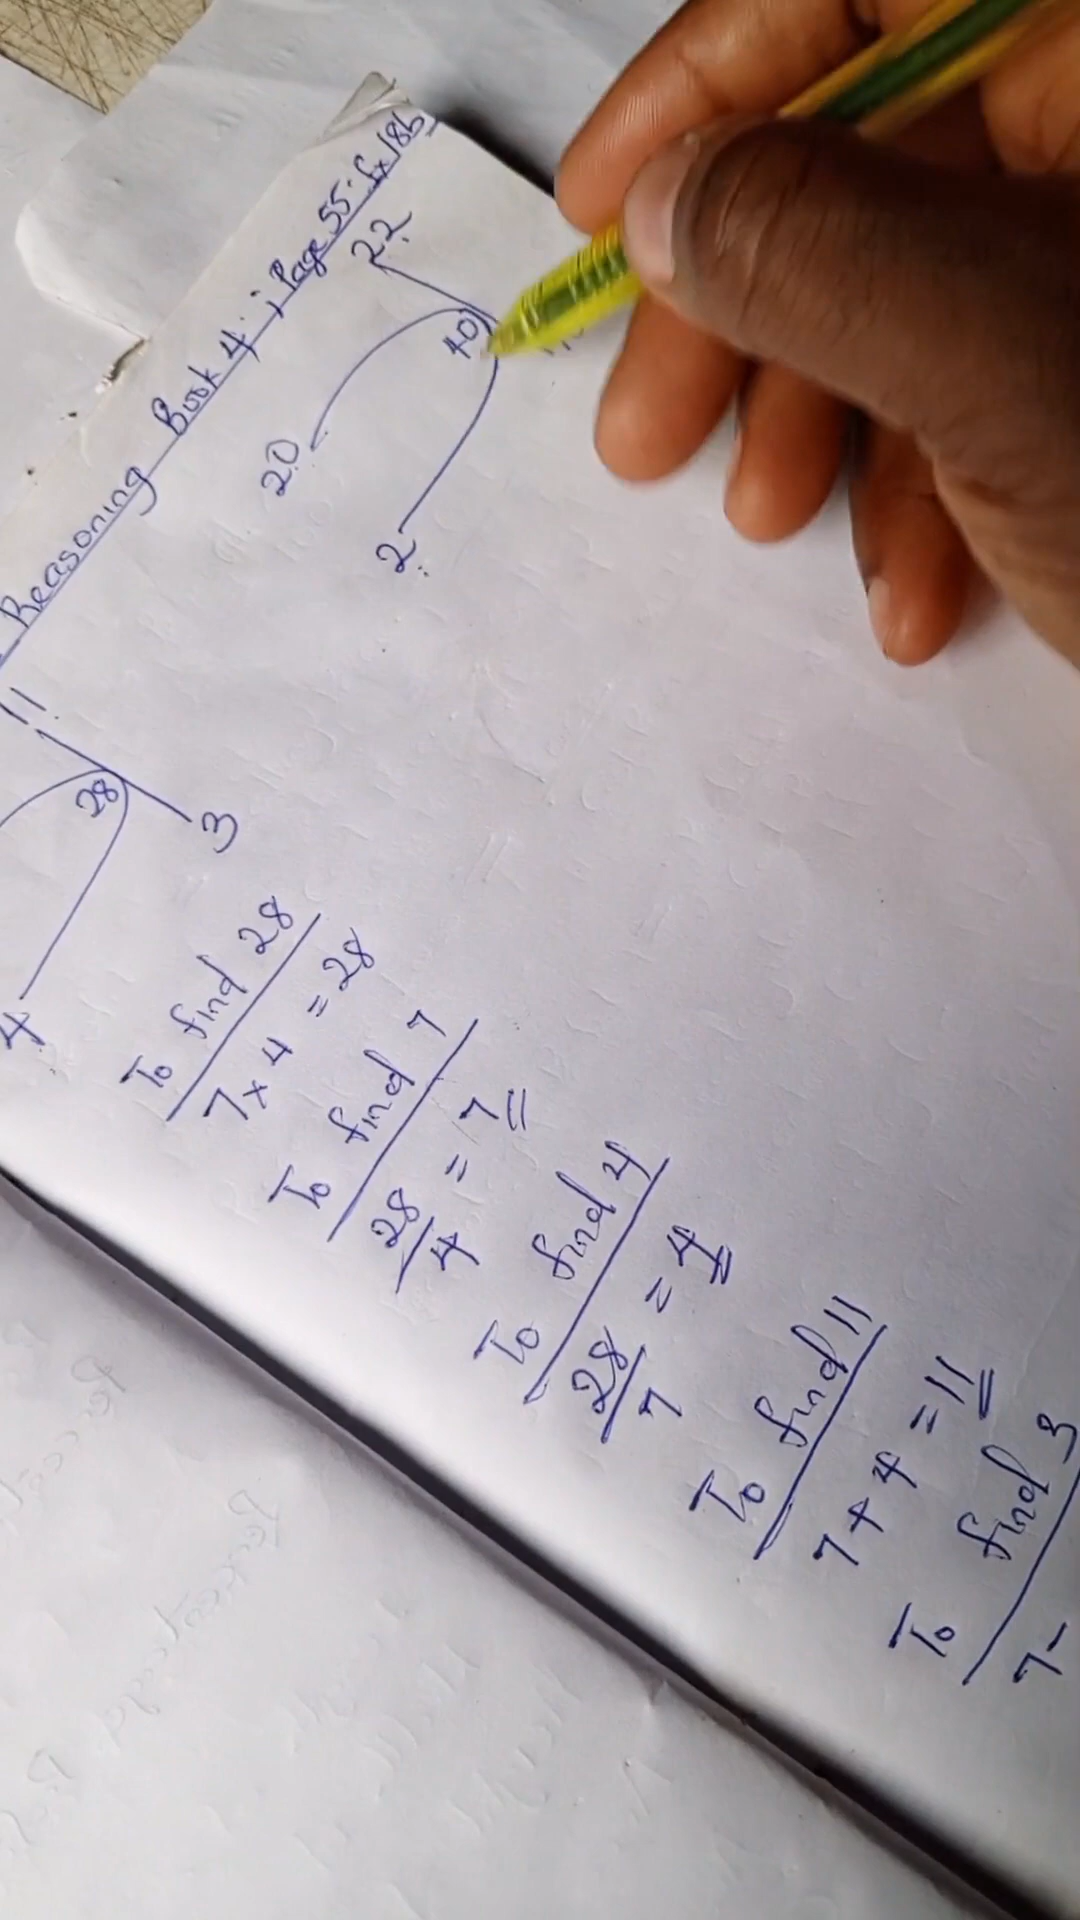 Reasoning Book 4; Page 55: Ex 18b
11
28
3
4
22
40
20
2
To find 28
7 x 4 = 28
To find 7
28/4 = 7
To find 4
28/7 = 4
To find 11
7 + 4 = 11
To find 3
7 -